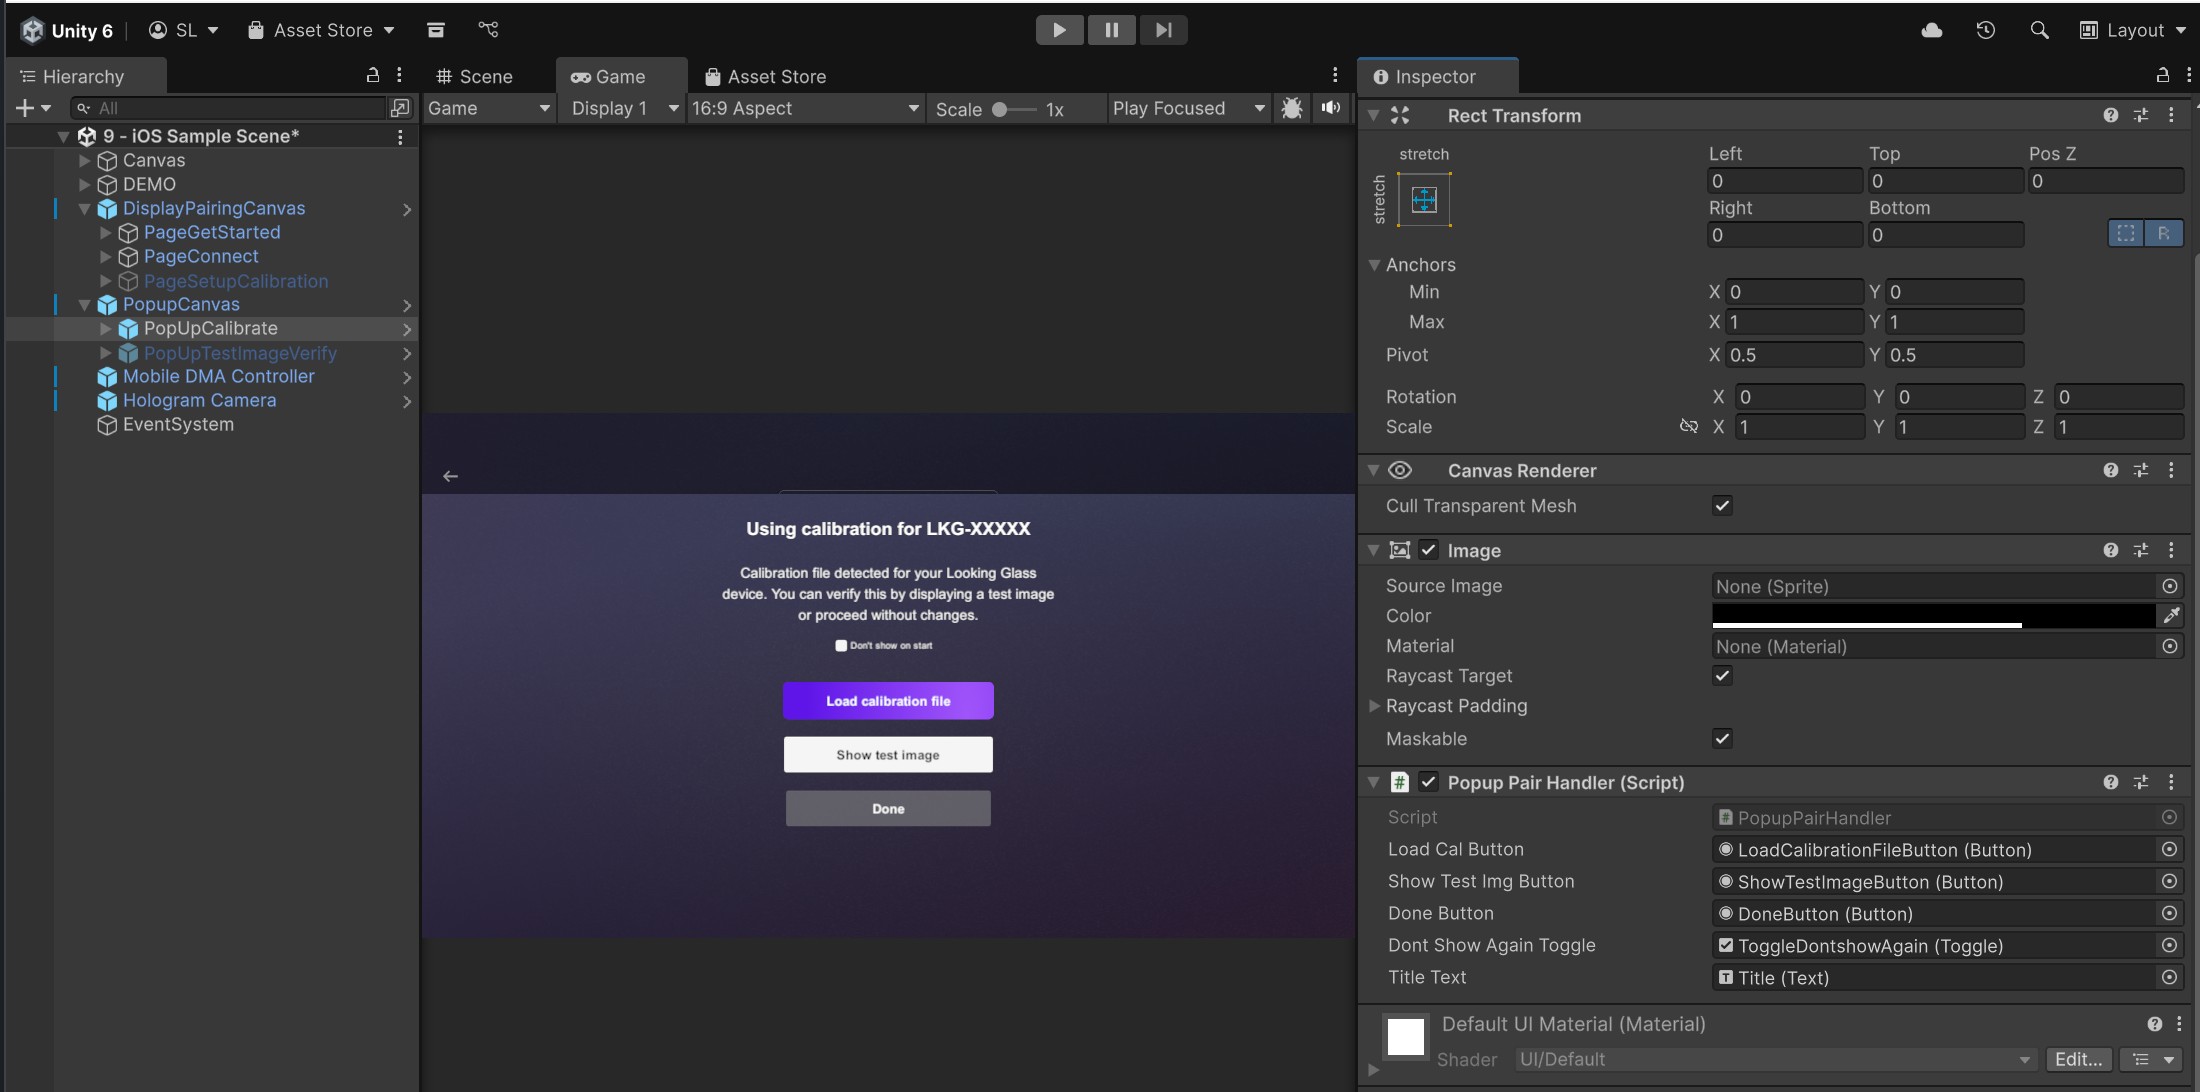 Unity 6 SL Asset Store Layout
Hierarchy
Scene Game Asset Store
Inspector
All
Game Display 1 16:9 Aspect Scale 1x Play Focused
9 - iOS Sample Scene*
Canvas
DEMO
DisplayPairingCanvas
PageGetStarted
PageConnect
PageSetupCalibration
PopupCanvas
PopUpCalibrate
PopUpTestImageVerify
Mobile DMA Controller
Hologram Camera
EventSystem
Using calibration for LKG-XXXXX
Calibration file detected for your Looking Glass
device. You can verify this by displaying a test image
or proceed without changes.
Don't show on start
Load calibration file
Show test image
Done
Rect Transform
stretch
stretch
Left Top Pos Z
0 0 0
Right Bottom
0 0
R
Anchors
Min X 0 Y 0
Max X 1 Y 1
Pivot X 0.5 Y 0.5
Rotation X 0 Y 0 Z 0
Scale X 1 Y 1 Z 1
Canvas Renderer
Cull Transparent Mesh
Image
Source Image None (Sprite)
Color
Material None (Material)
Raycast Target
Raycast Padding
Maskable
# Popup Pair Handler (Script)
Script # PopupPairHandler
Load Cal Button LoadCalibrationFileButton (Button)
Show Test Img Button ShowTestImageButton (Button)
Done Button DoneButton (Button)
Dont Show Again Toggle ToggleDontshowAgain (Toggle)
Title Text T Title (Text)
Default UI Material (Material)
Shader UI/Default Edit...